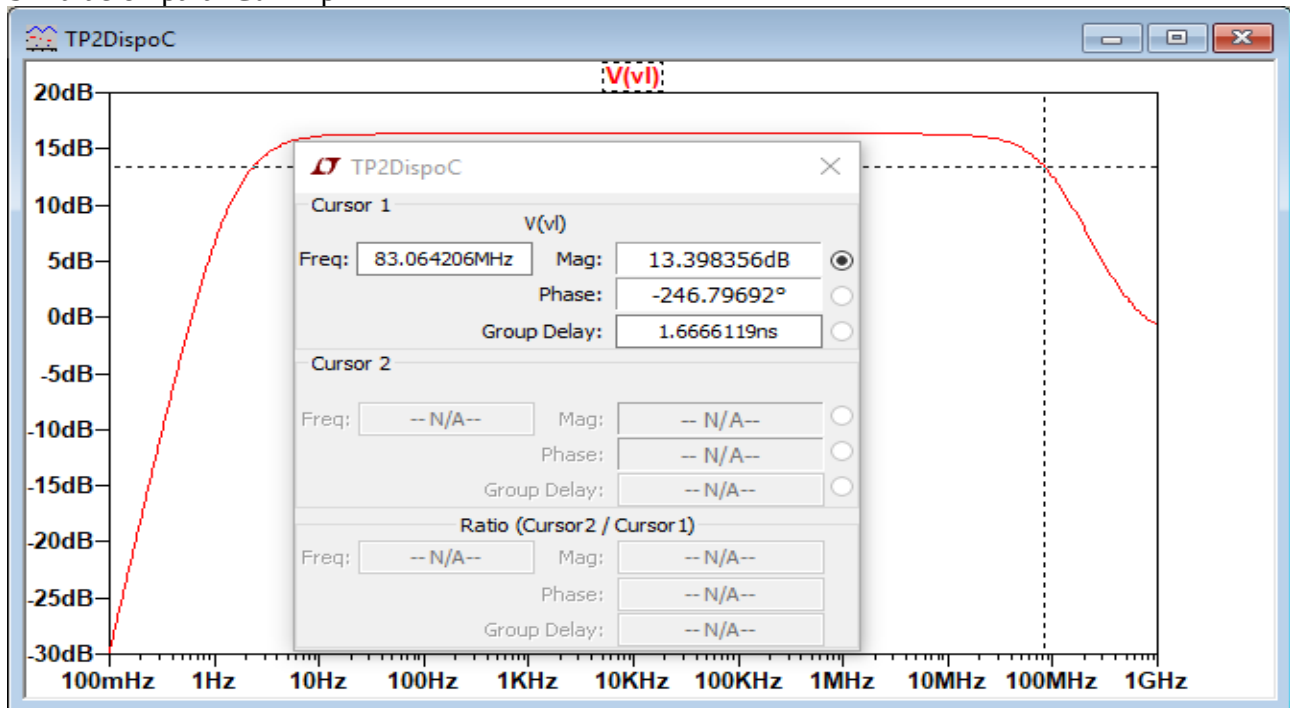 TP2DispoC
V(vl)
20dB
15dB
10dB
5dB
0dB
-5dB
-10dB
-15dB
-20dB
-25dB
-30dB
TP2DispoC
Cursor 1
V(vl)
Freq: 83.064206MHz Mag: 13.398356dB
Phase: -246.79692°
Group Delay: 1.6666119ns
Cursor 2
Freq: -- N/A-- Mag: -- N/A--
Phase: -- N/A--
Group Delay: -- N/A--
Ratio (Cursor2 / Cursor1)
Freq: -- N/A-- Mag: -- N/A--
Phase: -- N/A--
Group Delay: -- N/A--
100mHz 1Hz 10Hz 100Hz 1KHz 10KHz 100KHz 1MHz 10MHz 100MHz 1GHz